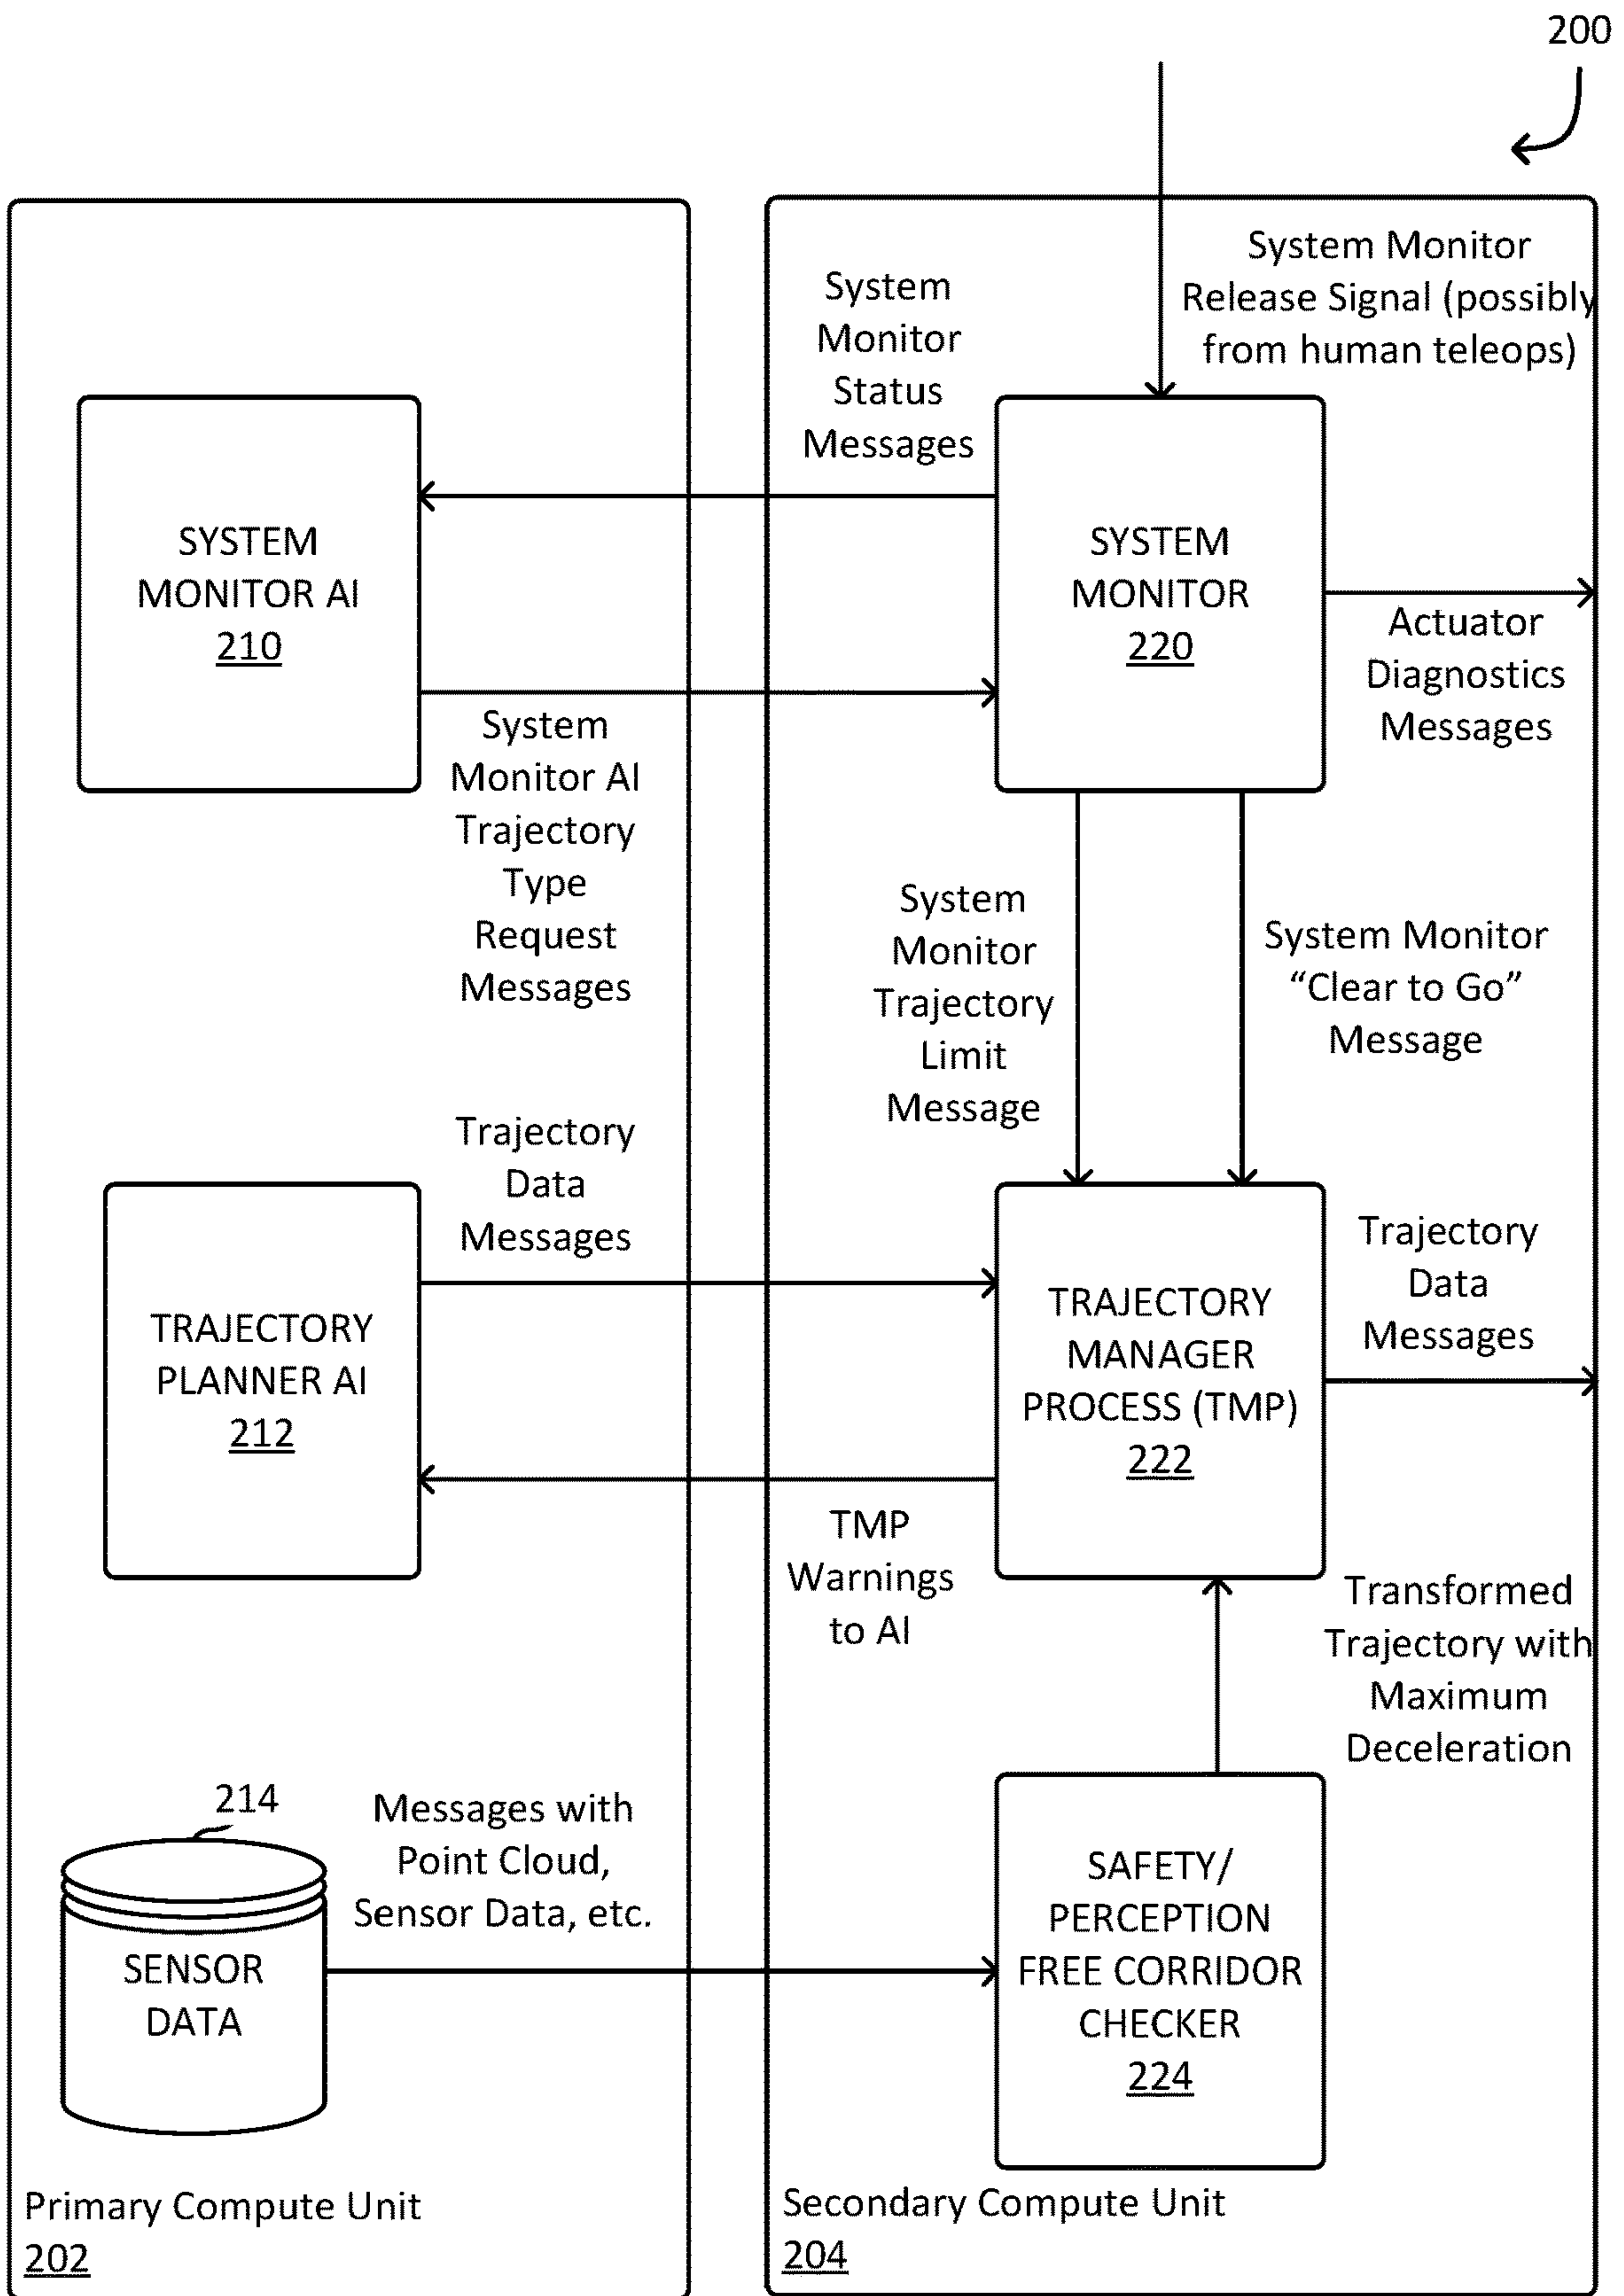 200
System Monitor
Release Signal (possibly
from human teleops)
System
Monitor
Status
Messages
SYSTEM
MONITOR AI
210
SYSTEM
MONITOR
220
Actuator
Diagnostics
Messages
System
Monitor AI
Trajectory
Type
Request
Messages
System
Monitor
Trajectory
Limit
Message
System Monitor
“Clear to Go”
Message
Trajectory
Data
Messages
TRAJECTORY
PLANNER AI
212
TRAJECTORY
MANAGER
PROCESS (TMP)
222
Trajectory
Data
Messages
TMP
Warnings
to AI
Transformed
Trajectory with
Maximum
Deceleration
214
SENSOR
DATA
Messages with
Point Cloud,
Sensor Data, etc.
SAFETY/
PERCEPTION
FREE CORRIDOR
CHECKER
224
Primary Compute Unit
202
Secondary Compute Unit
204